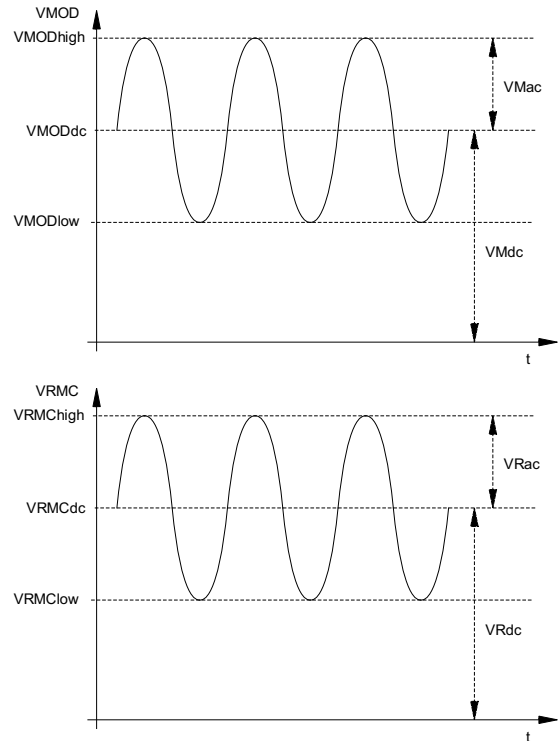 VMOD
VMODhigh
VMac
VMODdc
VMODlow
VMdc
t
VRMC
VRMChigh
VRac
VRMCdc
VRMClow
VRdc
t